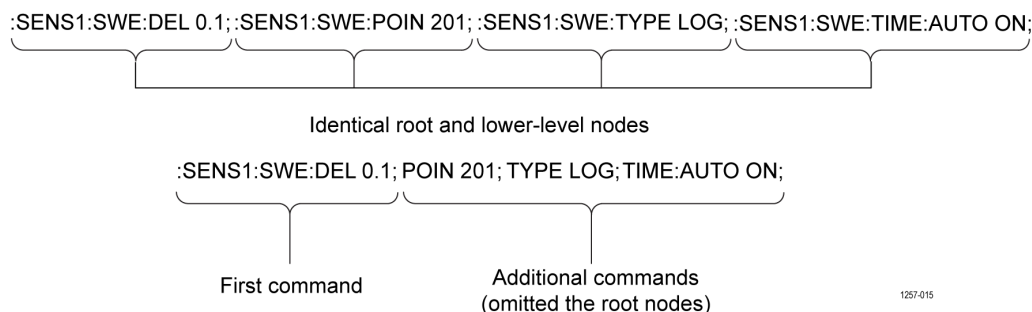 :SENS1:SWE:DEL 0.1; :SENS1:SWE:POIN 201; :SENS1:SWE:TYPE LOG; :SENS1:SWE:TIME:AUTO ON;
Identical root and lower-level nodes
:SENS1:SWE:DEL 0.1; POIN 201; TYPE LOG; TIME:AUTO ON;
First command
Additional commands
(omitted the root nodes)
1257-015